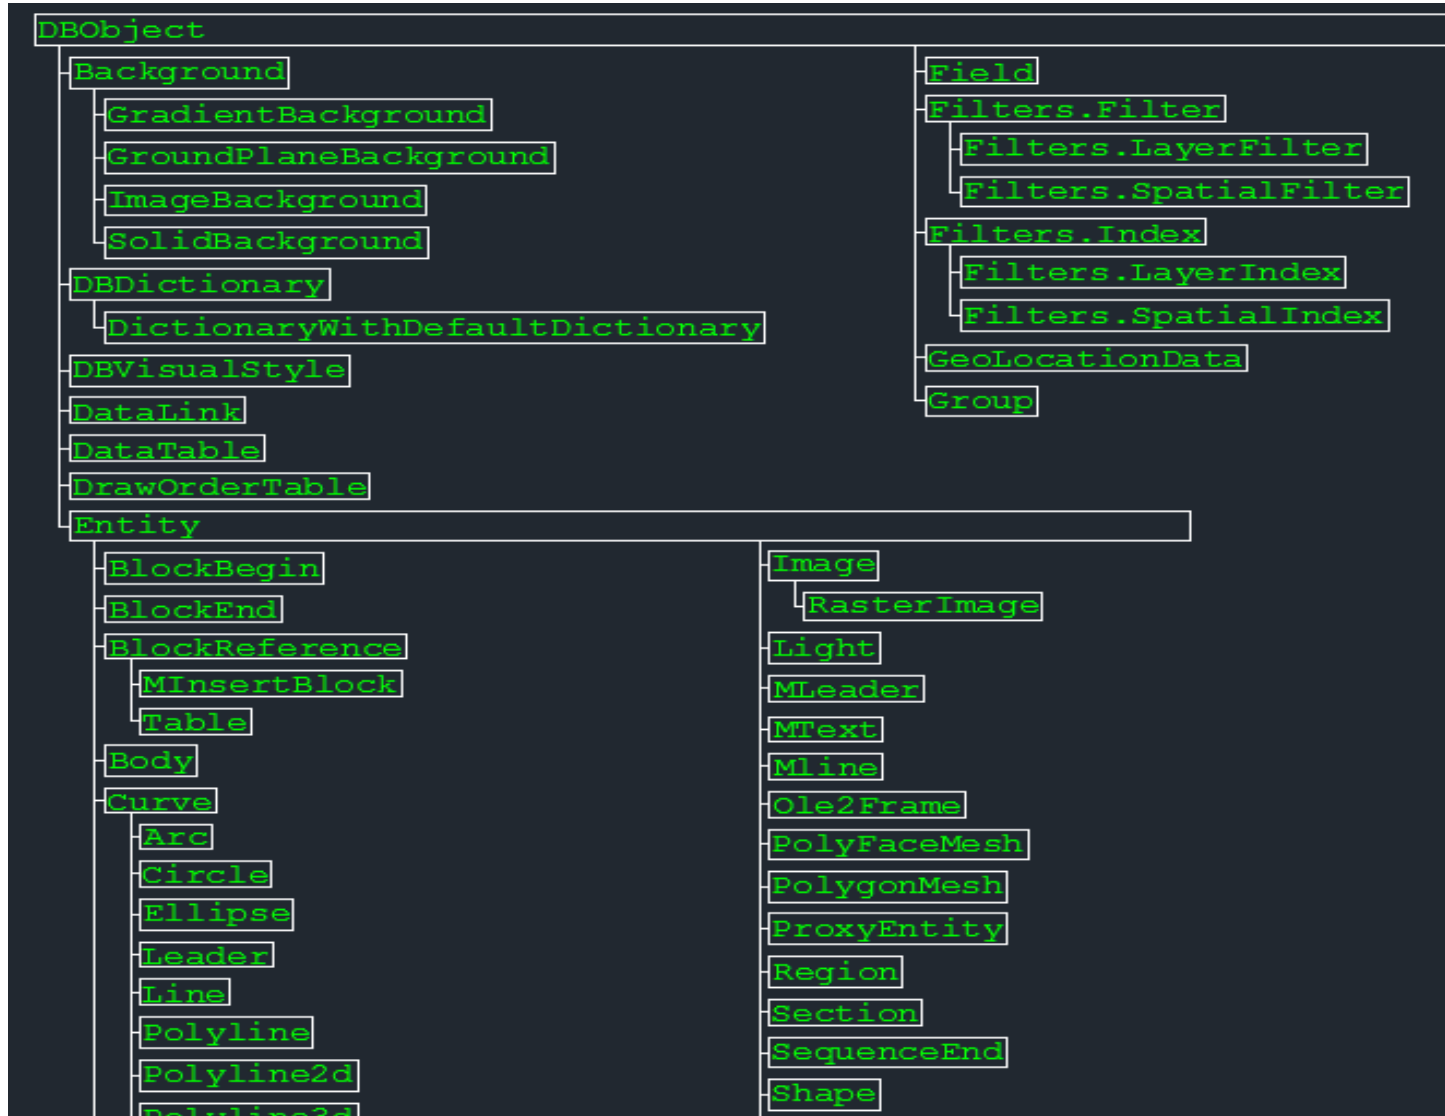 DBObject
Background
GradientBackground
GroundPlaneBackground
ImageBackground
SolidBackground
DBDictionary
DictionaryWithDefaultDictionary
DBVisualStyle
DataLink
DataTable
DrawOrderTable
Entity
BlockBegin
BlockEnd
BlockReference
MInsertBlock
Table
Body
Curve
Arc
Circle
Ellipse
Leader
Line
Polyline
Polyline2d
Polyline3d
Image
RasterImage
Light
MLeader
MText
Mline
Ole2Frame
PolyFaceMesh
PolygonMesh
ProxyEntity
Region
Section
SequenceEnd
Shape
Field
Filters.Filter
Filters.LayerFilter
Filters.SpatialFilter
Filters.Index
Filters.LayerIndex
Filters.SpatialIndex
GeoLocationData
Group